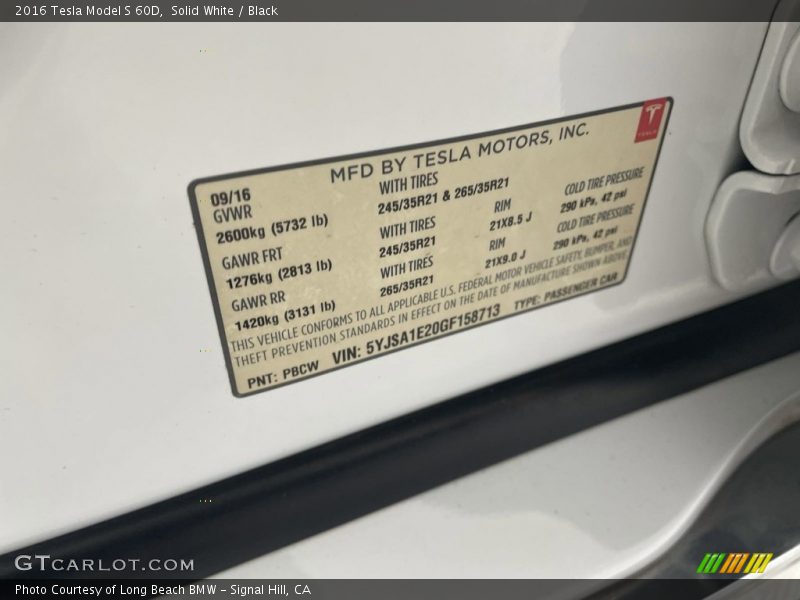 2016 Tesla Model S 60D, Solid White / Black
MFD BY TESLA MOTORS, INC.
TESLA
09/16
GVWR WITH TIRES COLD TIRE PRESSURE
2600kg (5732 lb) 245/35R21 & 265/35R21 RIM 290 kPa, 42 psi
GAWR FRT WITH TIRES 21X8.5 J COLD TIRE PRESSURE
1276kg (2813 lb) 245/35R21 RIM 290 kPa, 42 psi
GAWR RR WITH TIRES 21X9.0 J
1420kg (3131 lb) 265/35R21
THIS VEHICLE CONFORMS TO ALL APPLICABLE U.S. FEDERAL MOTOR VEHICLE SAFETY, BUMPER, AND
THEFT PREVENTION STANDARDS IN EFFECT ON THE DATE OF MANUFACTURE SHOWN ABOVE.
PNT: PBCW VIN: 5YJSA1E20GF158713 TYPE: PASSENGER CAR
GTCARLOT.COM
Photo Courtesy of Long Beach BMW – Signal Hill, CA